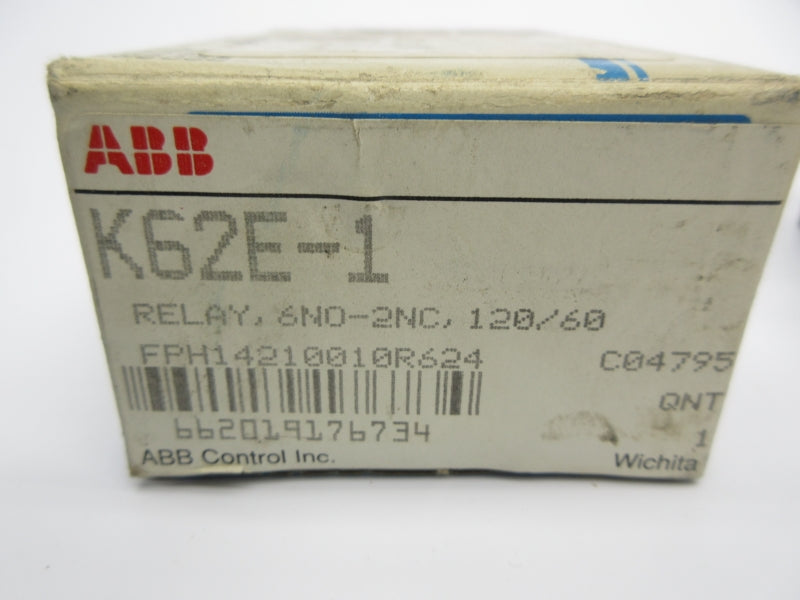 ABB
K62E-1
RELAY, 6NO-2NC, 120/60
FPH14210010R624 C04795
QNT
662019176734 1
ABB Control Inc. Wichita